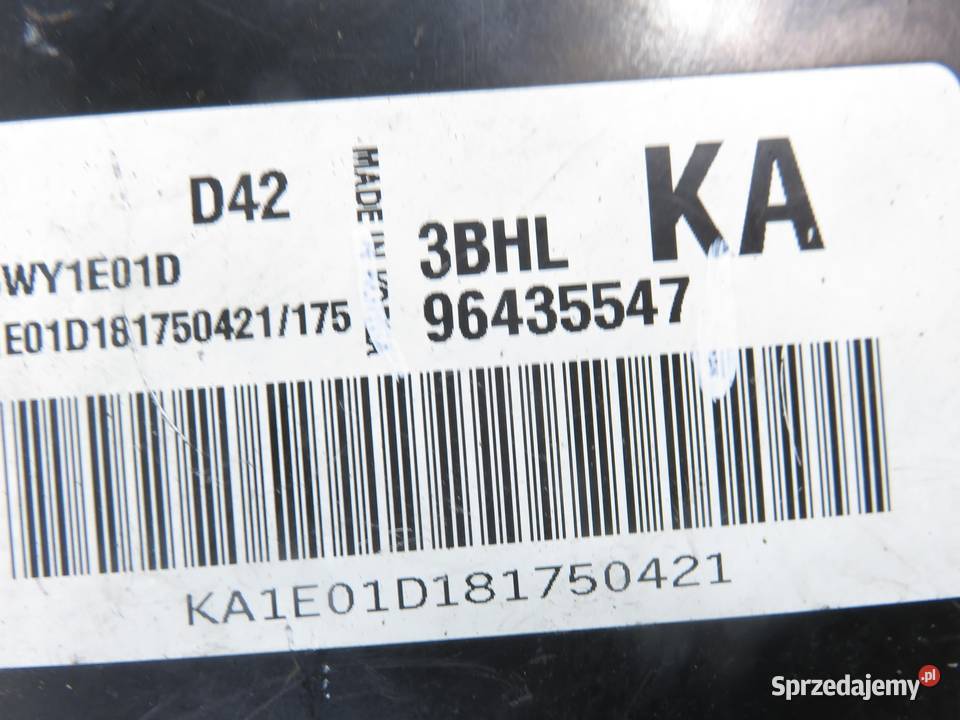 D42
MADE IN
WY1E01D
E01D181750421/175
3BHL
96435547
KA
KA1E01D181750421
Sprzedajemy.pl